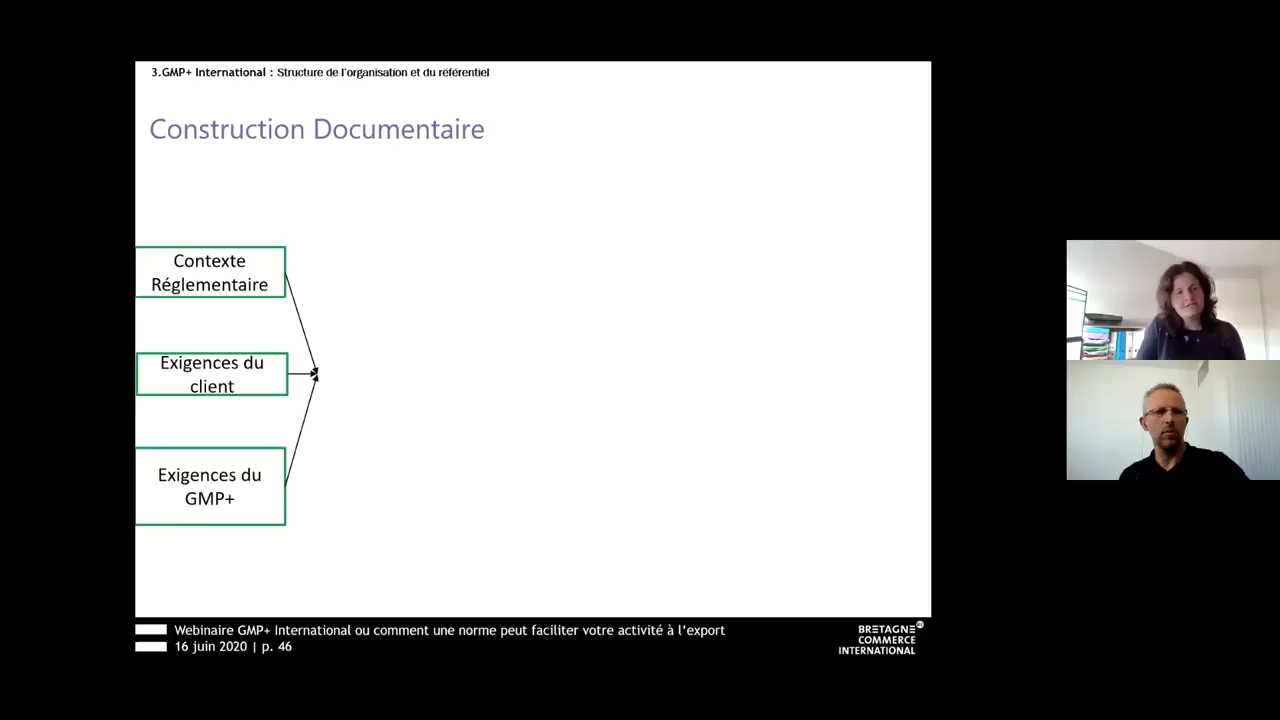 3.GMP+ International : Structure de l'organisation et du référentiel
Construction Documentaire
Contexte
Réglementaire
Exigences du
client
Exigences du
GMP+
Webinaire GMP+ International ou comment une norme peut faciliter votre activité à l'export
16 juin 2020 | p. 46
BRETAGNE
COMMERCE
INTERNATIONAL